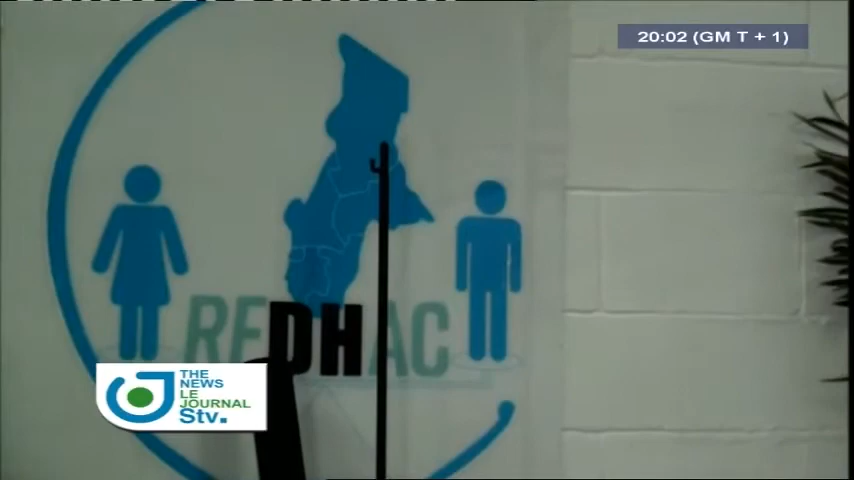 20:02 (GM T + 1)
REDHAC
THE
NEWS
LE
JOURNAL
Stv.